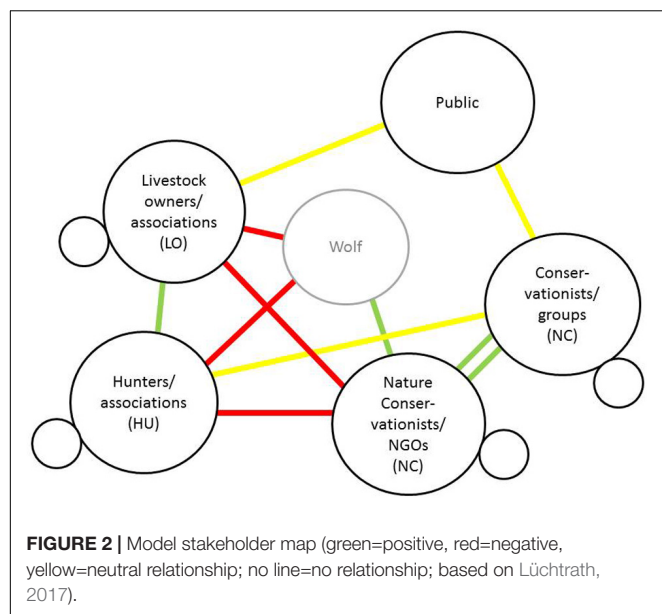 Public
Livestock
owners/
associations
(LO)
Wolf
Conser-
vationists/
groups
(NC)
Hunters/
associations
(HU)
Nature
Conser-
vationists/
NGOs
(NC)
FIGURE 2 | Model stakeholder map (green=positive, red=negative,
yellow=neutral relationship; no line=no relationship; based on Lüchtrath,
2017).